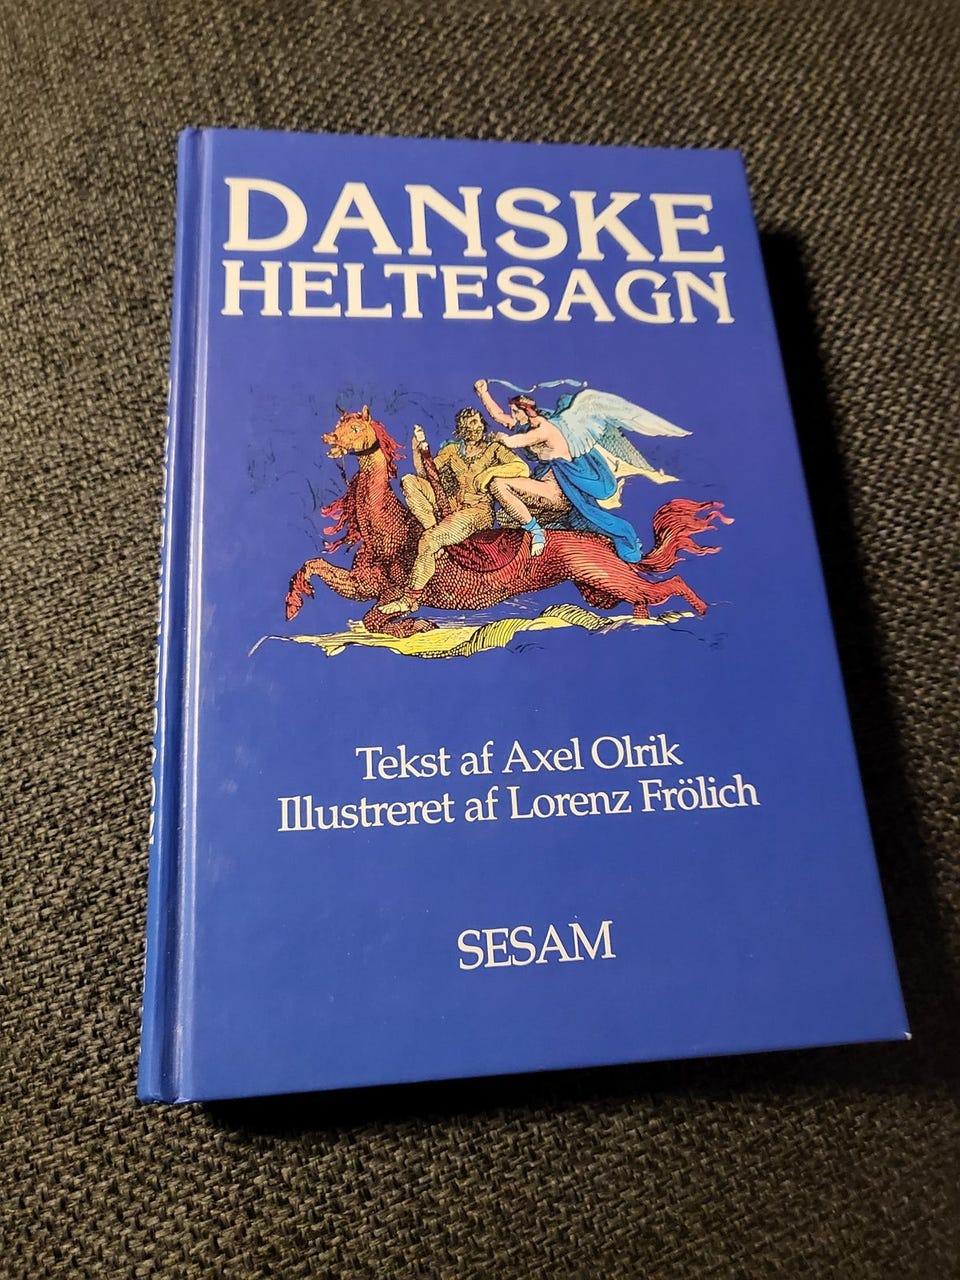 DANSKE
HELTESAGN
Tekst af Axel Olrik
Illustreret af Lorenz Frölich
SESAM